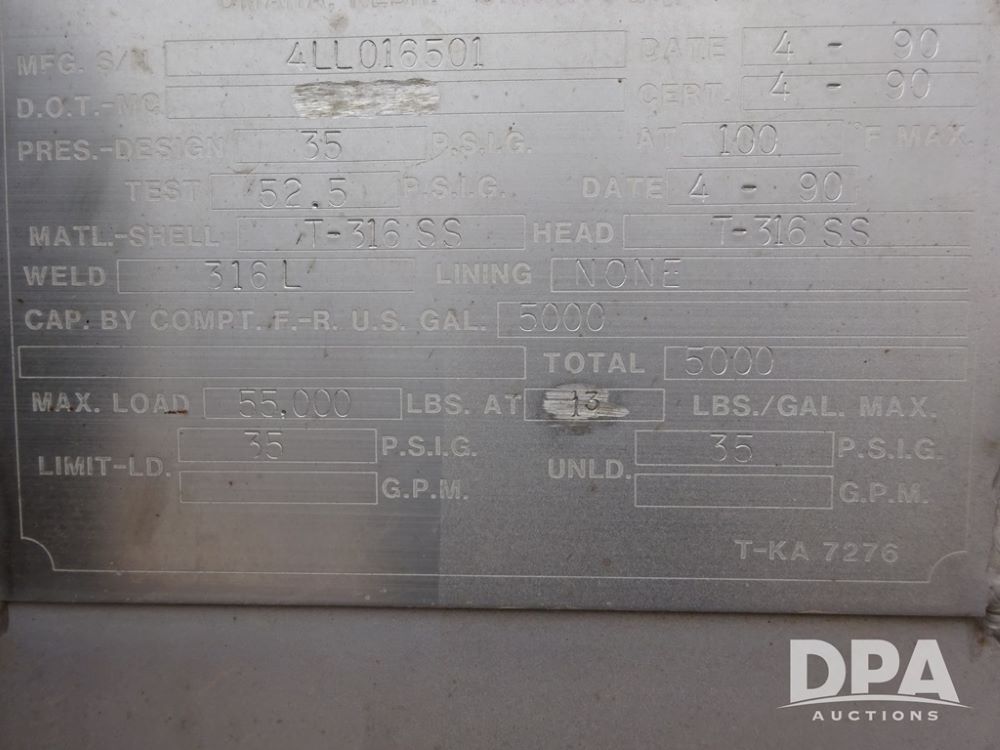 OMAHA, NEBR.
MFG. S/N 4LL016501 DATE 4 - 90
D.O.T.-MC CERT. 4 - 90
PRES.-DESIGN 35 P.S.I.G. AT 100 °F MAX.
TEST 52.5 P.S.I.G. DATE 4 - 90
MATL.-SHELL T-316 SS HEAD T-316 SS
WELD 316L LINING NONE
CAP. BY COMPT. F.-R. U.S. GAL. 5000
TOTAL 5000
MAX. LOAD 55,000 LBS. AT 13 LBS./GAL. MAX.
LIMIT-LD. 35 P.S.I.G. UNLD. 35 P.S.I.G.
G.P.M. G.P.M.
T-KA 7276
DPA
AUCTIONS